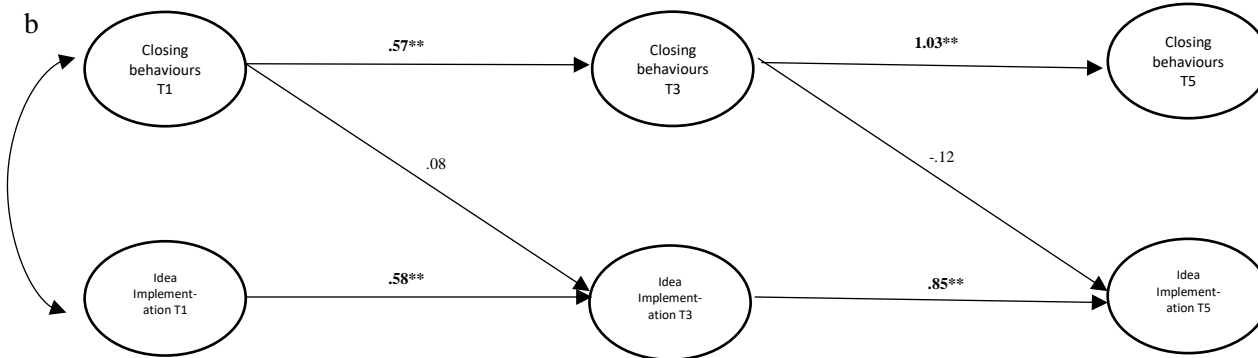 b
Closing
behaviours
T1
.57**
Closing
behaviours
T3
1.03**
Closing
behaviours
T5
.08
-.12
Idea
Implement-
ation T1
.58**
Idea
Implement-
ation T3
.85**
Idea
Implement-
ation T5